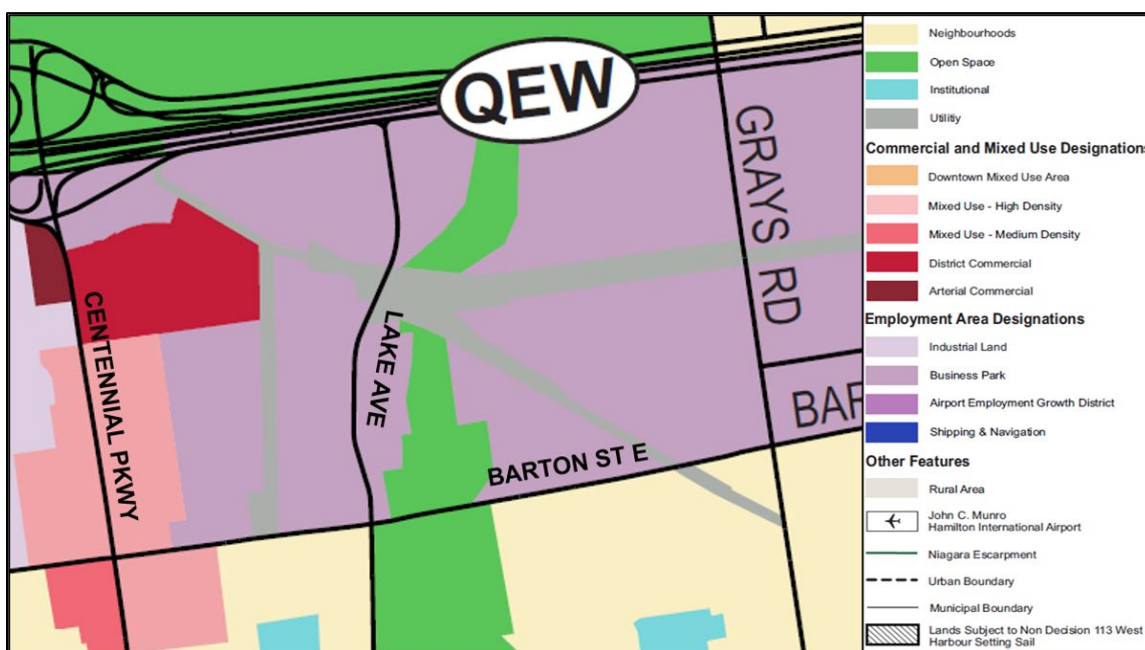 QEW
GRAYS RD
CENTENNIAL PKWY
LAKE AVE
BAR
BARTON ST E
Neighbourhoods
Open Space
Institutional
Utilitiy
Commercial and Mixed Use Designations
Downtown Mixed Use Area
Mixed Use - High Density
Mixed Use - Medium Density
District Commercial
Arterial Commercial
Employment Area Designations
Industrial Land
Business Park
Airport Employment Growth District
Shipping & Navigation
Other Features
Rural Area
John C. Munro
Hamilton International Airport
Niagara Escarpment
Urban Boundary
Municipal Boundary
Lands Subject to Non Decision 113 West
Harbour Setting Sail